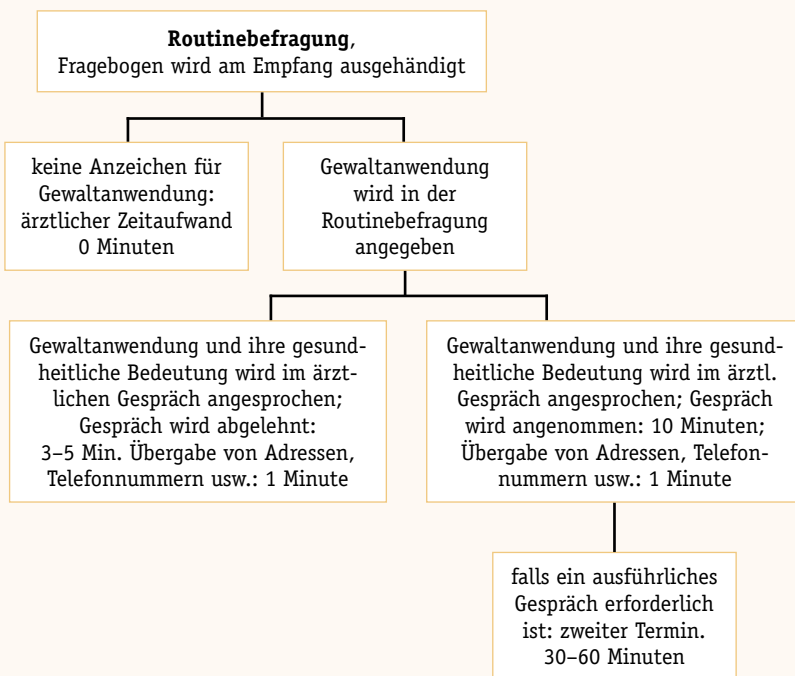 Routinebefragung,
Fragebogen wird am Empfang ausgehändigt
keine Anzeichen für
Gewaltanwendung:
ärztlicher Zeitaufwand
0 Minuten
Gewaltanwendung
wird in der
Routinebefragung
angegeben
Gewaltanwendung und ihre gesund-
heitliche Bedeutung wird im ärzt-
lichen Gespräch angesprochen;
Gespräch wird abgelehnt:
3–5 Min. Übergabe von Adressen,
Telefonnummern usw.: 1 Minute
Gewaltanwendung und ihre gesund-
heitliche Bedeutung wird im ärztl.
Gespräch angesprochen; Gespräch
wird angenommen: 10 Minuten;
Übergabe von Adressen, Telefon-
nummern usw.: 1 Minute
falls ein ausführliches
Gespräch erforderlich
ist: zweiter Termin.
30–60 Minuten